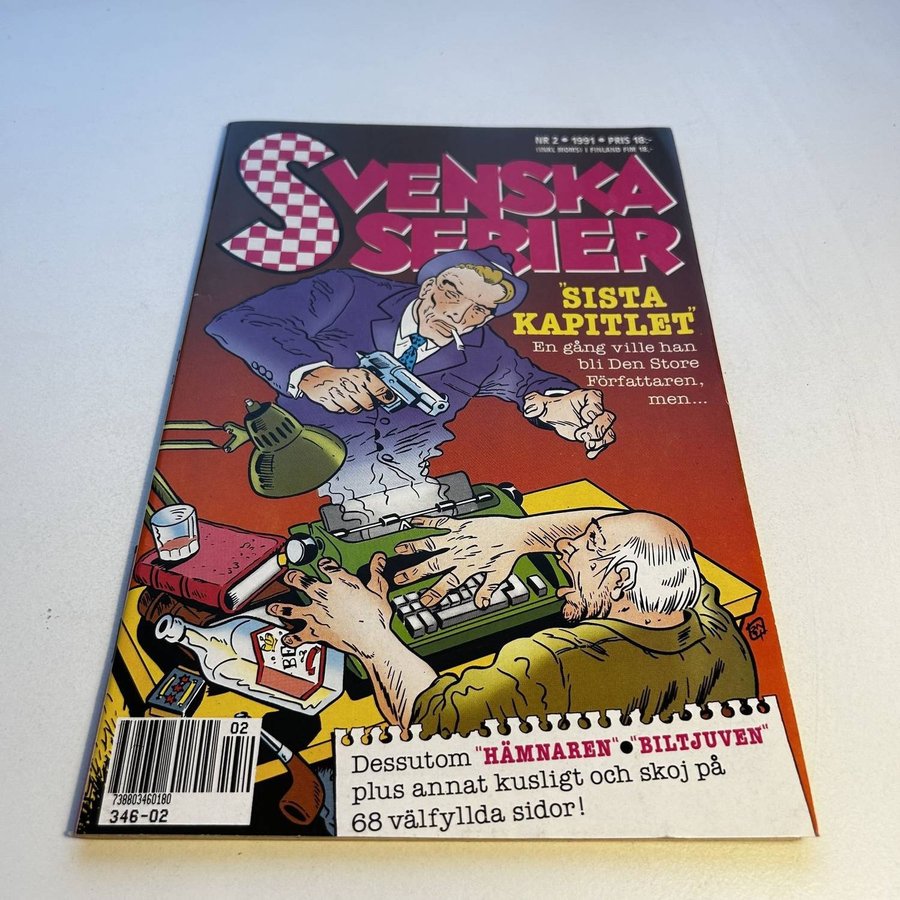 NR 2 • 1991 • PRIS 18:-
(INKL MOMS) I FINLAND FIM 18.-
SVENSKA
SERIER
"SISTA
KAPITLET"
En gång ville han
bli Den Store
Författaren,
men...
BE
02
738803460180
346-02
Dessutom "HÄMNAREN" • "BILTJUVEN"
plus annat kusligt och skoj på
68 välfyllda sidor!